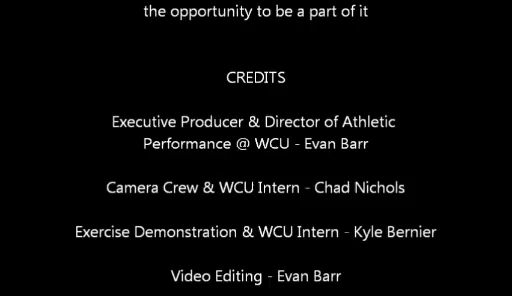 the opportunity to be a part of it
CREDITS
Executive Producer & Director of Athletic
Performance @ WCU - Evan Barr
Camera Crew & WCU Intern - Chad Nichols
Exercise Demonstration & WCU Intern - Kyle Bernier
Video Editing - Evan Barr